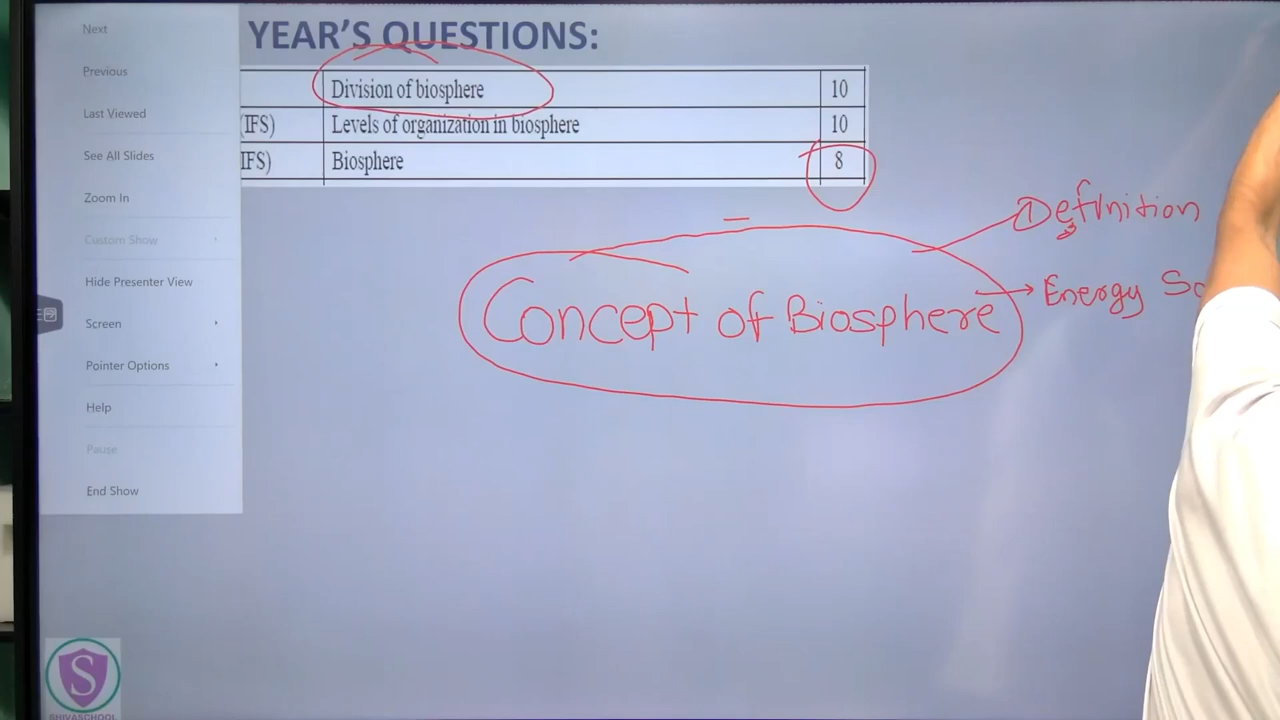 Next
YEAR'S QUESTIONS:
Previous
Division of biosphere 10
Last Viewed
(IFS) Levels of organization in biosphere 10
See All Slides
IFS) Biosphere 8
Zoom In
Definition
Custom Show
Hide Presenter View
Energy
Concept of Biosphere
Screen
Pointer Options
Help
Pause
End Show
S
SHIVASCHOOL